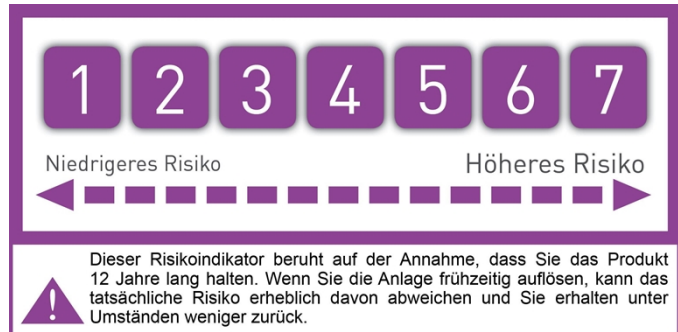 1 2 3 4 5 6 7
Niedrigeres Risiko Höheres Risiko
!
Dieser Risikoindikator beruht auf der Annahme, dass Sie das Produkt
12 Jahre lang halten. Wenn Sie die Anlage frühzeitig auflösen, kann das
tatsächliche Risiko erheblich davon abweichen und Sie erhalten unter
Umständen weniger zurück.